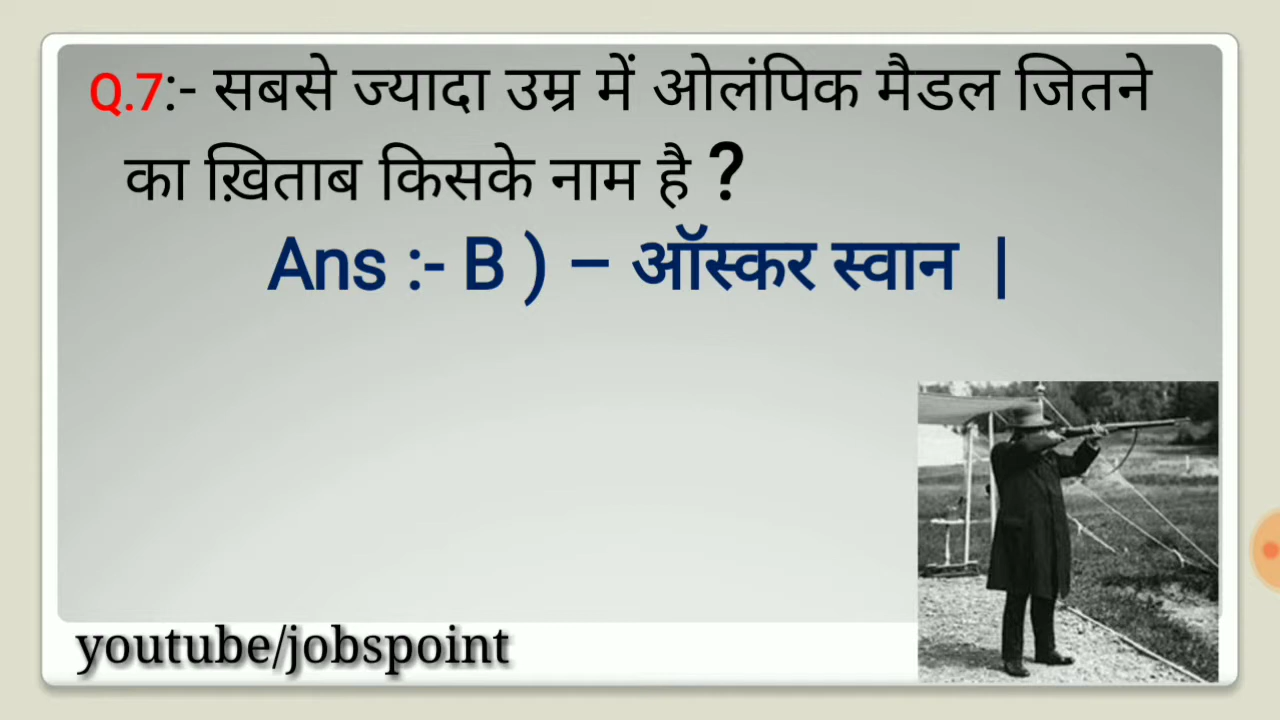 Q.7:- सबसे ज्यादा उम्र में ओलंपिक मैडल जितने
का ख़िताब किसके नाम है ?
Ans :- B ) – ऑस्कर स्वान |
youtube/jobspoint